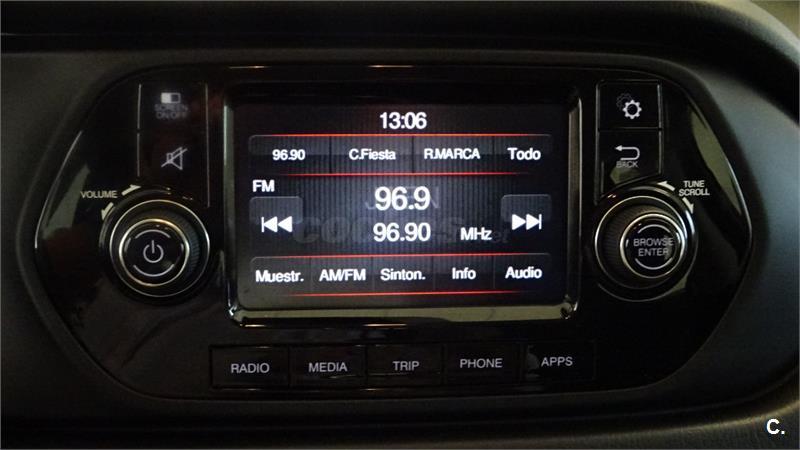 13:06
SCREEN
ON/OFF
96.90 C.Fiesta R.MARCA Todo
BACK
FM
96.9
VOLUME
TUNE
SCROLL
96.90 MHz
BROWSE
ENTER
Muestr. AM/FM Sinton. Info Audio
RADIO MEDIA TRIP PHONE APPS
C.